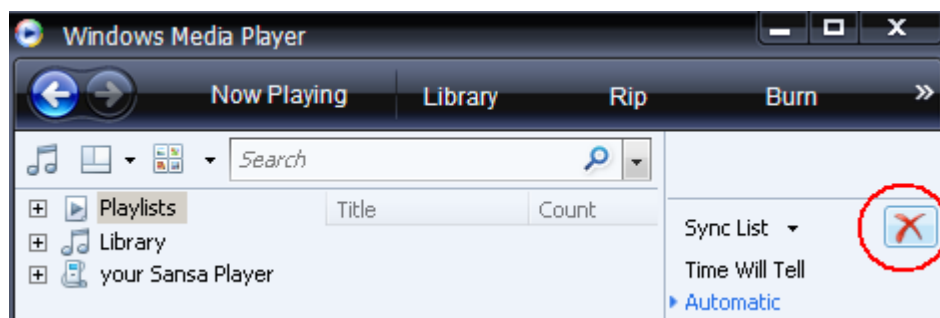 Windows Media Player
Now Playing Library Rip Burn »
Search
Playlists Title Count
Library
your Sansa Player
Sync List
Time Will Tell
Automatic